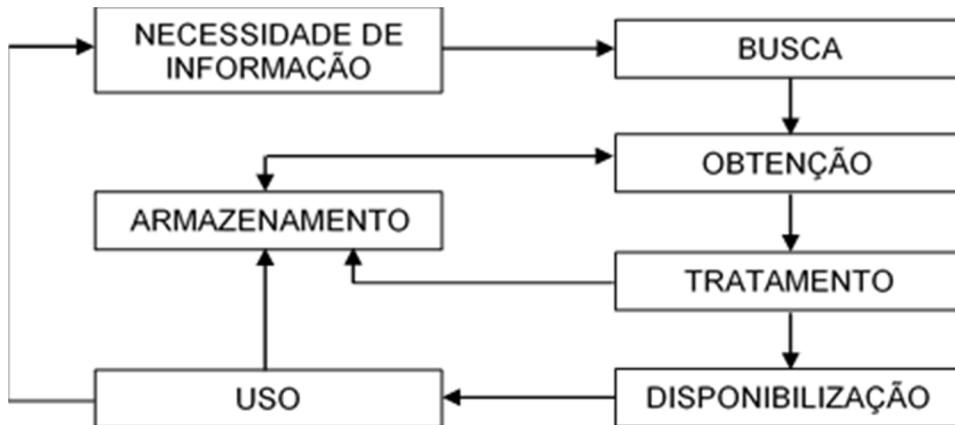 NECESSIDADE DE
INFORMAÇÃO
BUSCA
OBTENÇÃO
ARMAZENAMENTO
TRATAMENTO
USO
DISPONIBILIZAÇÃO